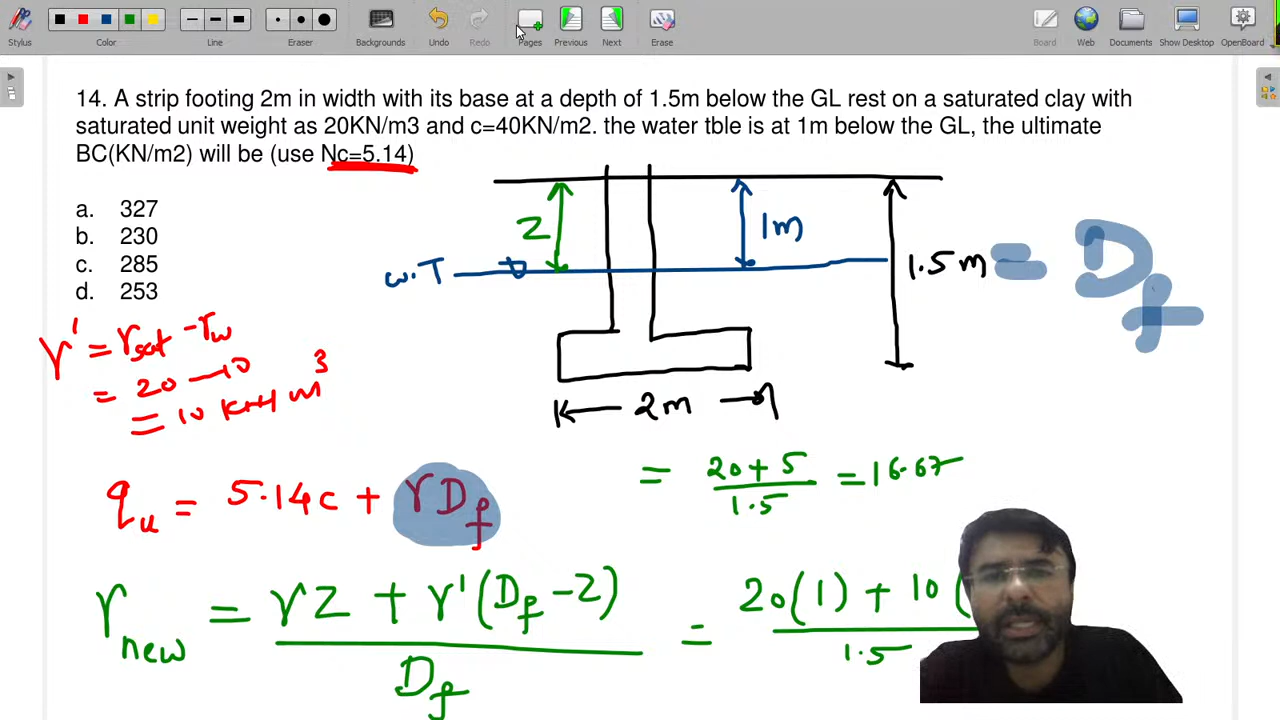 Stylus
Color
Line
Eraser
Backgrounds
Undo
Redo
Pages
Previous
Next
Erase
Board
Web
Documents
Show Desktop
OpenBoard
14. A strip footing 2m in width with its base at a depth of 1.5m below the GL rest on a saturated clay with
saturated unit weight as 20KN/m3 and c=40KN/m2. the water tble is at 1m below the GL, the ultimate
BC(KN/m2) will be (use Nc=5.14)
a. 327
b. 230
c. 285
d. 253
Z
1m
w.T
1.5m = Df
2m
γ' = γsat - γw
= 20 - 10
= 10 KN/m3
= 20 + 5 / 1.5 = 16.67
qu = 5.14c + γDf
γnew = γZ + γ'(Df - Z) / Df = 20(1) + 10( / 1.5